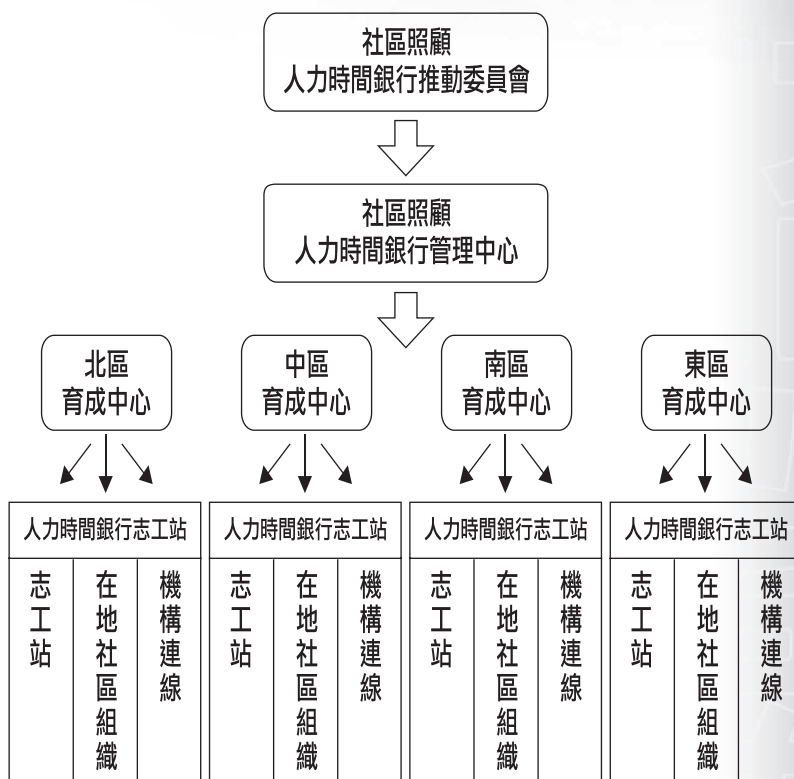 社區照顧
人力時間銀行推動委員會
社區照顧
人力時間銀行管理中心
北區
育成中心
中區
育成中心
南區
育成中心
東區
育成中心
人力時間銀行志工站
志工站
在地社區組織
機構連線
人力時間銀行志工站
志工站
在地社區組織
機構連線
人力時間銀行志工站
志工站
在地社區組織
機構連線
人力時間銀行志工站
志工站
在地社區組織
機構連線